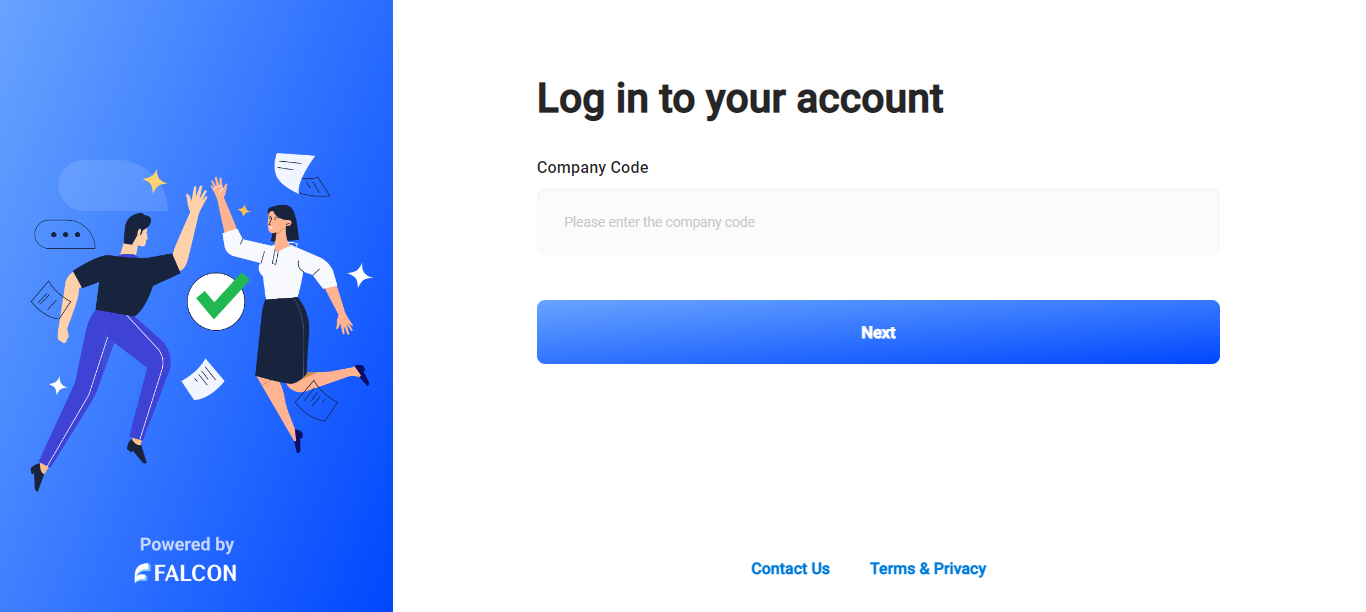 Log in to your account
Company Code
Please enter the company code
Next
Powered by
FALCON
Contact Us
Terms & Privacy